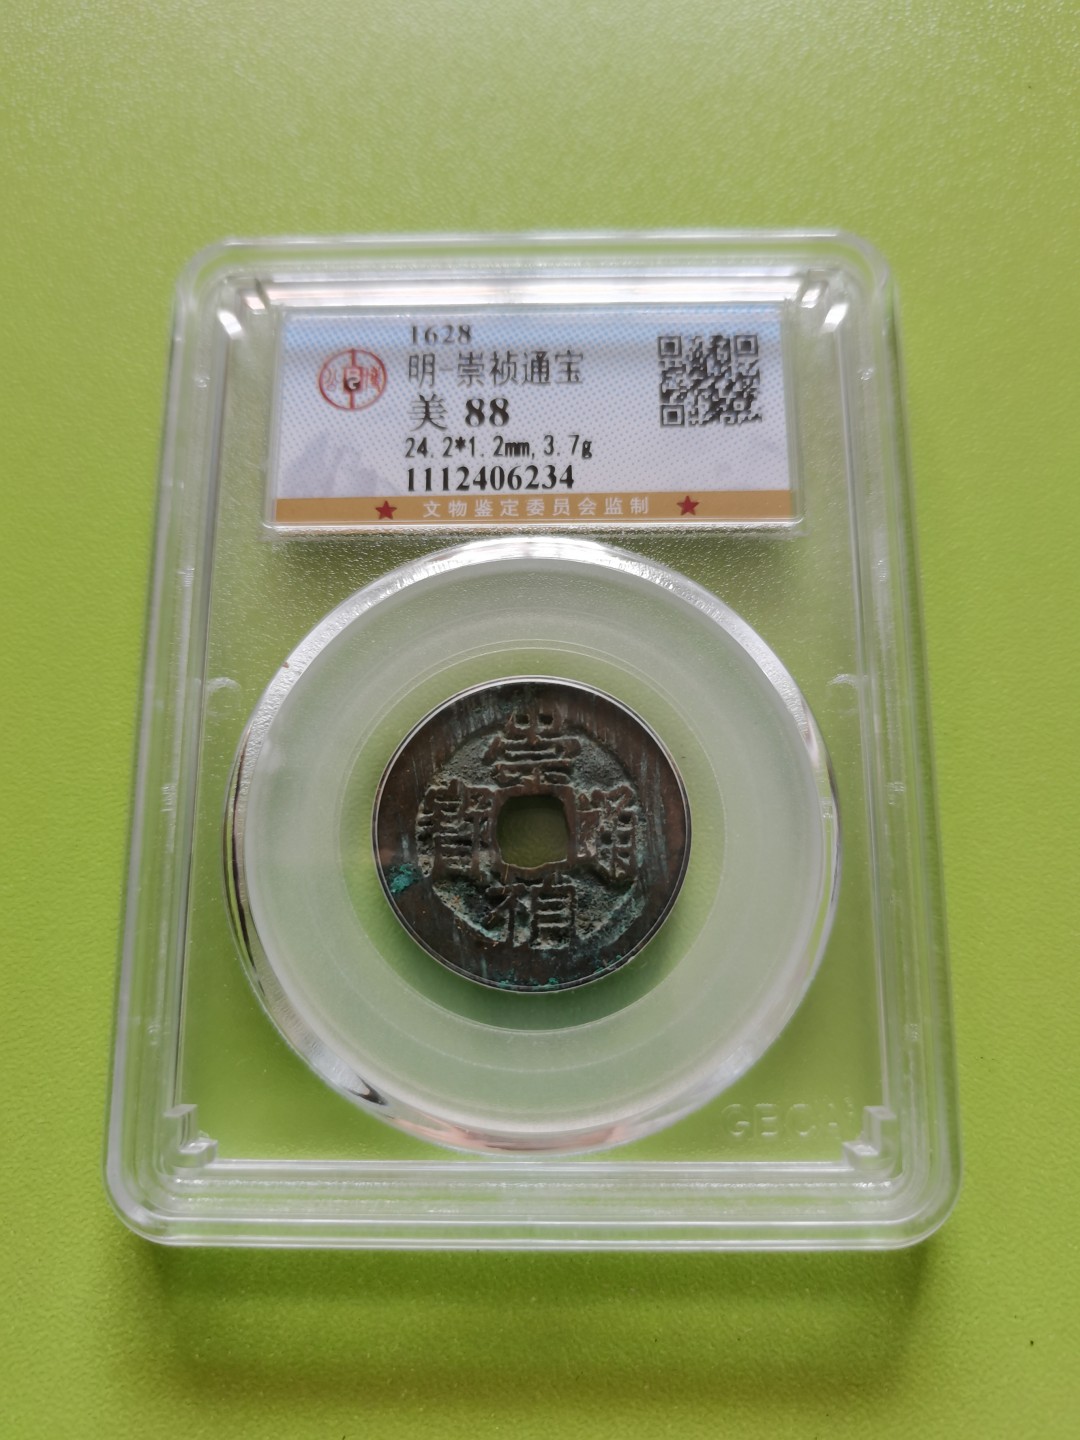 1628
明-崇祯通宝
美 88
24.2*1.2mm, 3.7g
1112406234
★ 文物鉴定委员会监制 ★
崇
寶 通
禎
GBCA